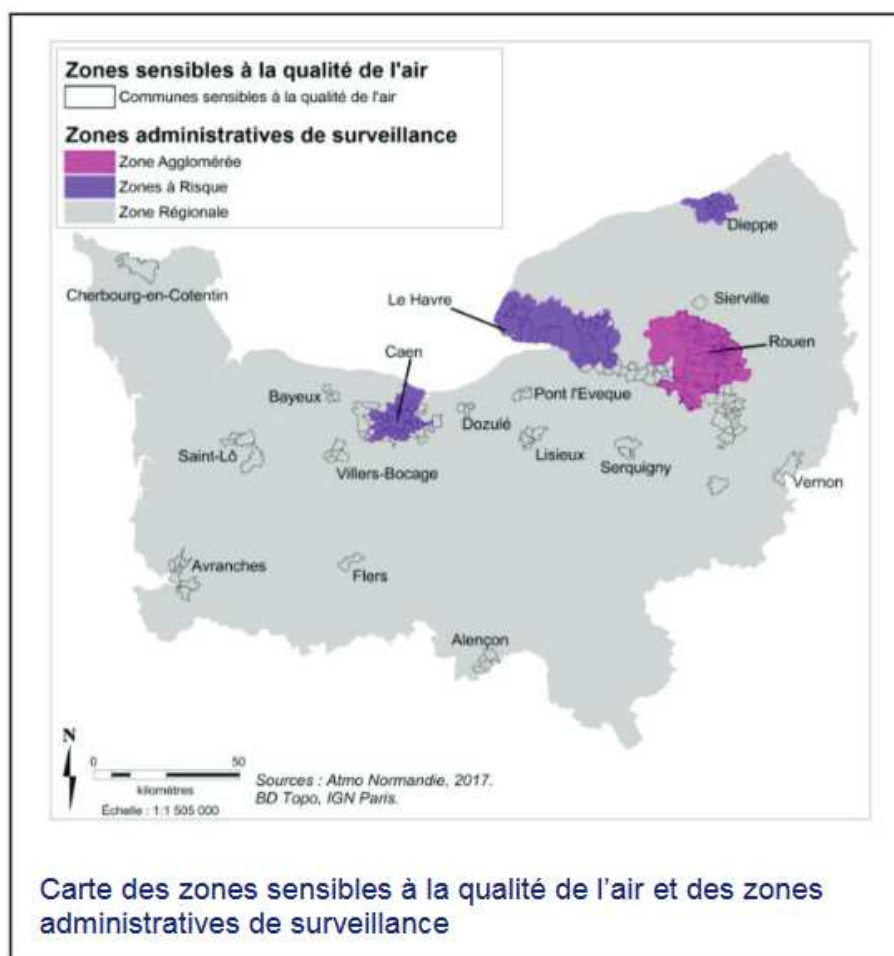 Zones sensibles à la qualité de l'air
Communes sensibles à la qualité de l'air
Zones administratives de surveillance
Zone Agglomérée
Zones à Risque
Zone Régionale
Dieppe
Cherbourg-en-Cotentin
Le Havre
Sierville
Rouen
Caen
Bayeux
Pont l'Eveque
Dozulé
Saint-Lô
Villers-Bocage
Lisieux
Serquigny
Vernon
Avranches
Flers
Alençon
N
0 50
kilomètres
Échelle : 1:1 505 000
Sources : Atmo Normandie, 2017.
BD Topo, IGN Paris.
Carte des zones sensibles à la qualité de l'air et des zones
administratives de surveillance